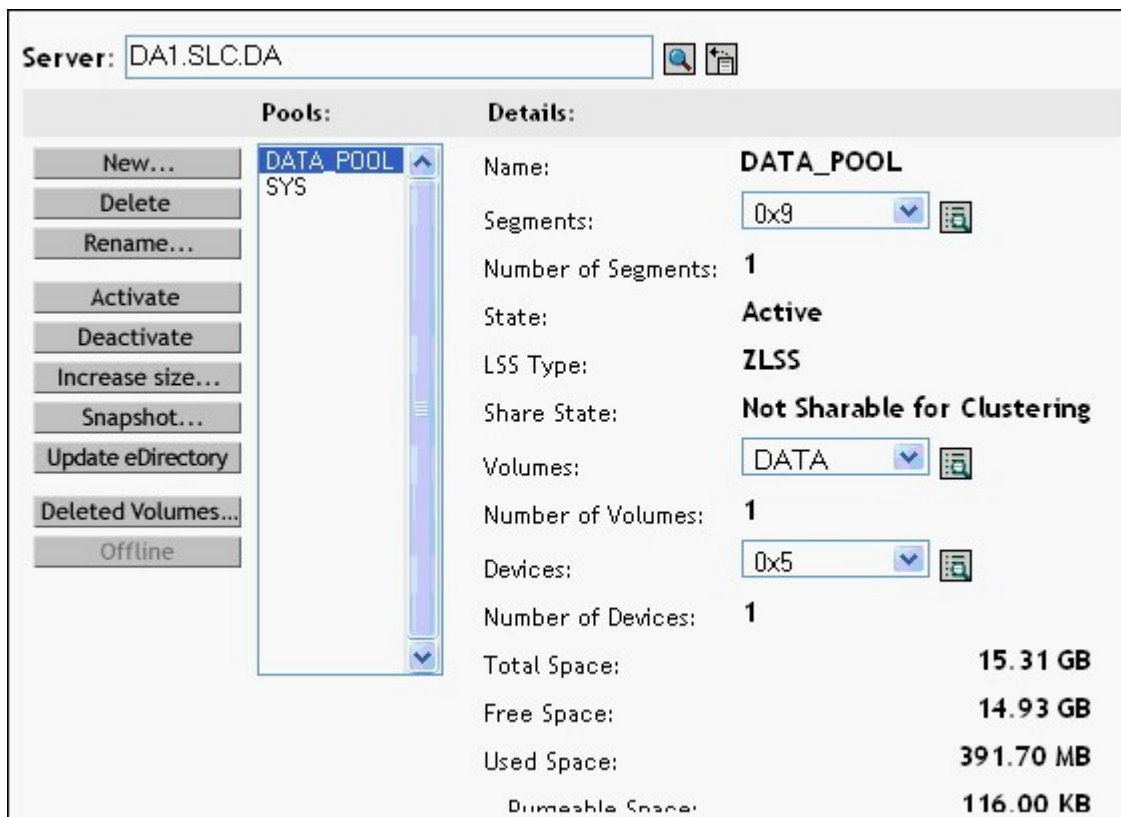 Server: DA1.SLC.DA
Pools: Details:
New...
Delete
Rename...
Activate
Deactivate
Increase size...
Snapshot...
Update eDirectory
Deleted Volumes...
Offline
DATA_POOL
SYS
Name: DATA_POOL
Segments: 0x9
Number of Segments: 1
State: Active
LSS Type: ZLSS
Share State: Not Sharable for Clustering
Volumes: DATA
Number of Volumes: 1
Devices: 0x5
Number of Devices: 1
Total Space: 15.31 GB
Free Space: 14.93 GB
Used Space: 391.70 MB
Purgeable Space: 116.00 KB